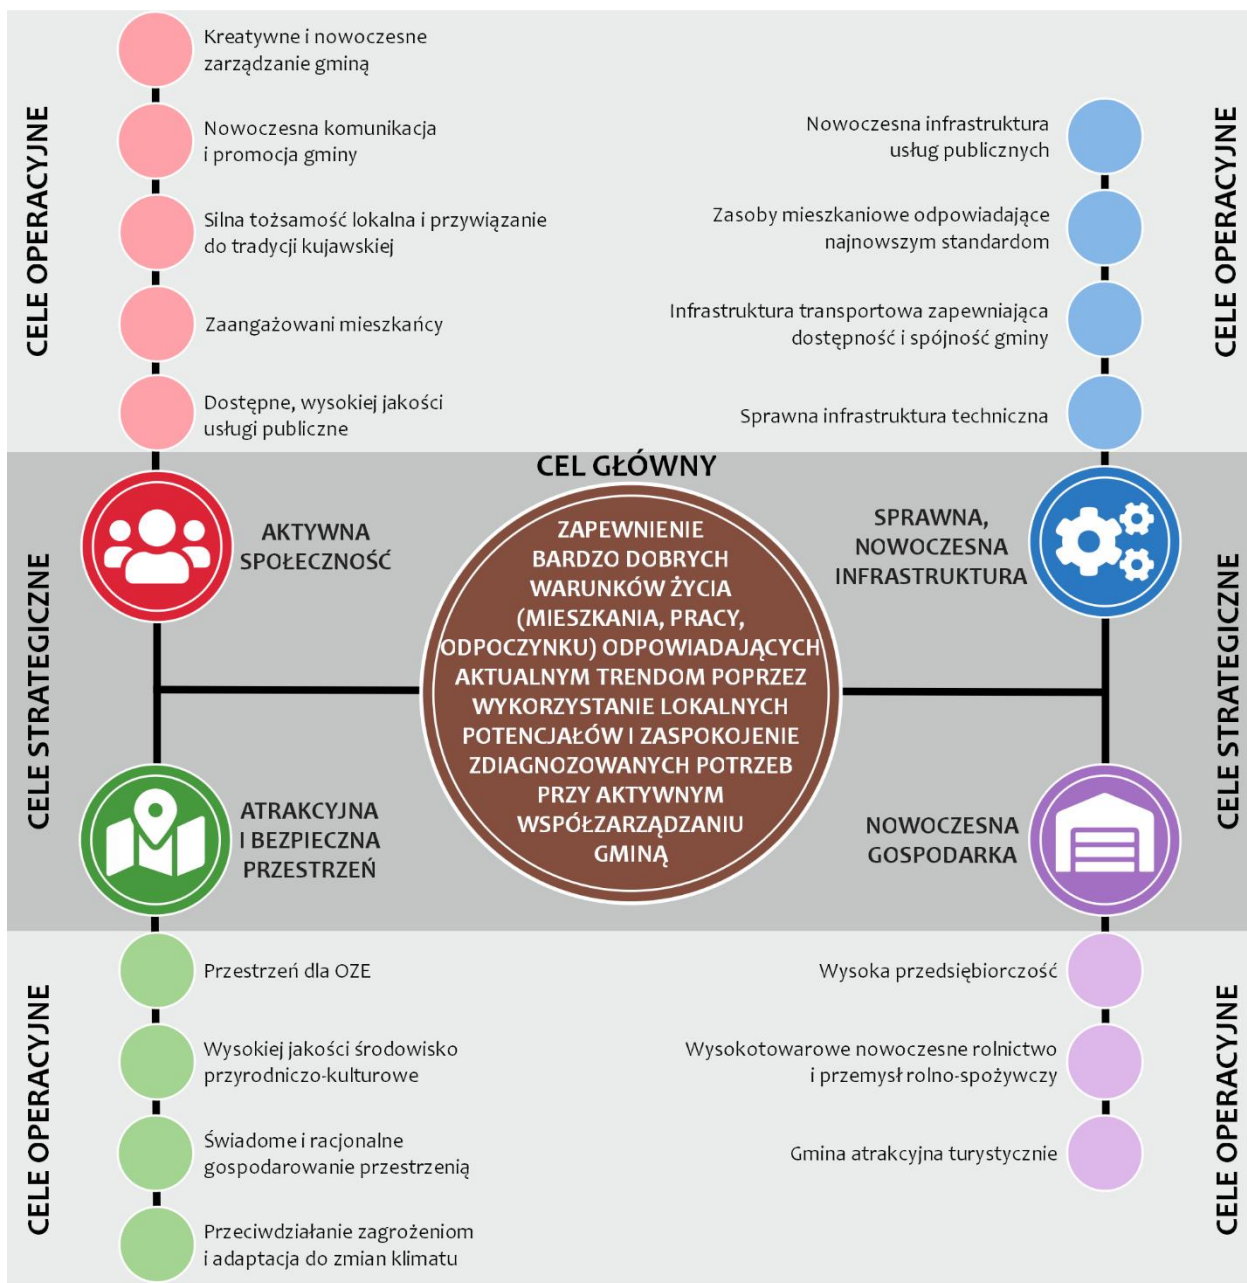 CELE OPERACYJNE
Kreatywne i nowoczesne
zarządzanie gminą
Nowoczesna komunikacja
i promocja gminy
Silna tożsamość lokalna i przywiązanie
do tradycji kujawskiej
Zaangażowani mieszkańcy
Dostępne, wysokiej jakości
usługi publiczne
CELE OPERACYJNE
Nowoczesna infrastruktura
usług publicznych
Zasoby mieszkaniowe odpowiadające
najnowszym standardom
Infrastruktura transportowa zapewniająca
dostępność i spójność gminy
Sprawna infrastruktura techniczna
CELE STRATEGICZNE
AKTYWNA
SPOŁECZNOŚĆ
ATRAKCYJNA
I BEZPIECZNA
PRZESTRZEŃ
CEL GŁÓWNY
ZAPEWNIENIE
BARDZO DOBRYCH
WARUNKÓW ŻYCIA
(MIESZKANIA, PRACY,
ODPOCZYNKU) ODPOWIADAJĄCYCH
AKTUALNYM TRENDOM POPRZEZ
WYKORZYSTANIE LOKALNYCH
POTENCJAŁÓW I ZASPOKOJENIE
ZDIAGNOZOWANYCH POTRZEB
PRZY AKTYWNYM
WSPÓŁZARZĄDZANIU
GMINĄ
SPRAWNA,
NOWOCZESNA
INFRASTRUKTURA
NOWOCZESNA
GOSPODARKA
CELE STRATEGICZNE
CELE OPERACYJNE
Przestrzeń dla OZE
Wysokiej jakości środowisko
przyrodniczo-kulturowe
Świadome i racjonalne
gospodarowanie przestrzenią
Przeciwdziałanie zagrożeniom
i adaptacja do zmian klimatu
Wysoka przedsiębiorczość
Wysokotowarowe nowoczesne rolnictwo
i przemysł rolno-spożywczy
Gmina atrakcyjna turystycznie
CELE OPERACYJNE